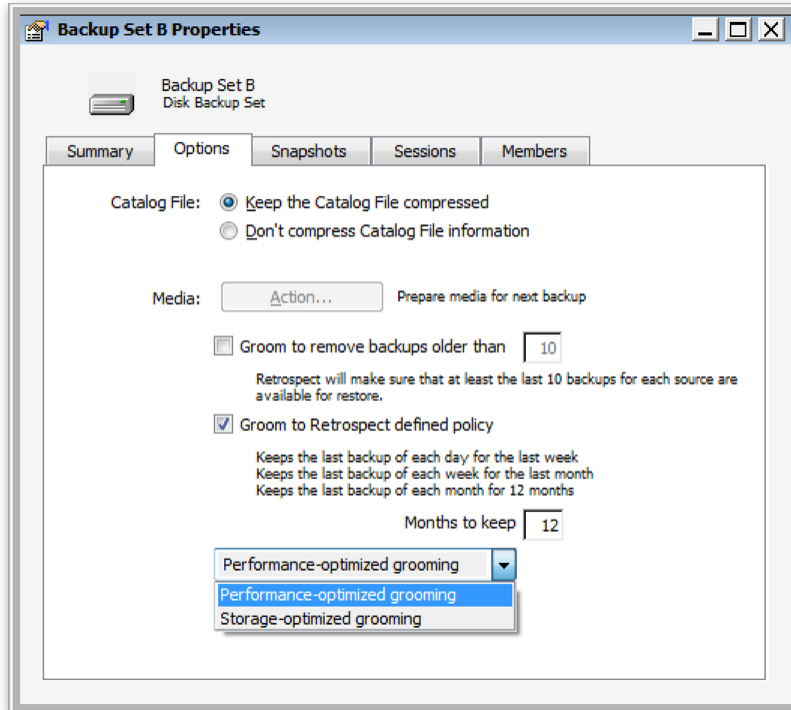 Backup Set B Properties
Backup Set B
Disk Backup Set
Summary Options Snapshots Sessions Members
Catalog File: Keep the Catalog File compressed
Don't compress Catalog File information
Media: Action... Prepare media for next backup
Groom to remove backups older than 10
Retrospect will make sure that at least the last 10 backups for each source are
available for restore.
Groom to Retrospect defined policy
Keeps the last backup of each day for the last week
Keeps the last backup of each week for the last month
Keeps the last backup of each month for 12 months
Months to keep 12
Performance-optimized grooming
Performance-optimized grooming
Storage-optimized grooming